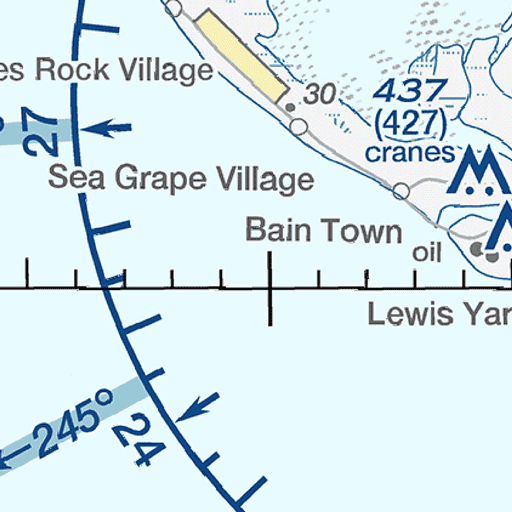 es Rock Village
30
437
(427)
cranes
27
Sea Grape Village
Bain Town
oil
Lewis Yar
245°
24